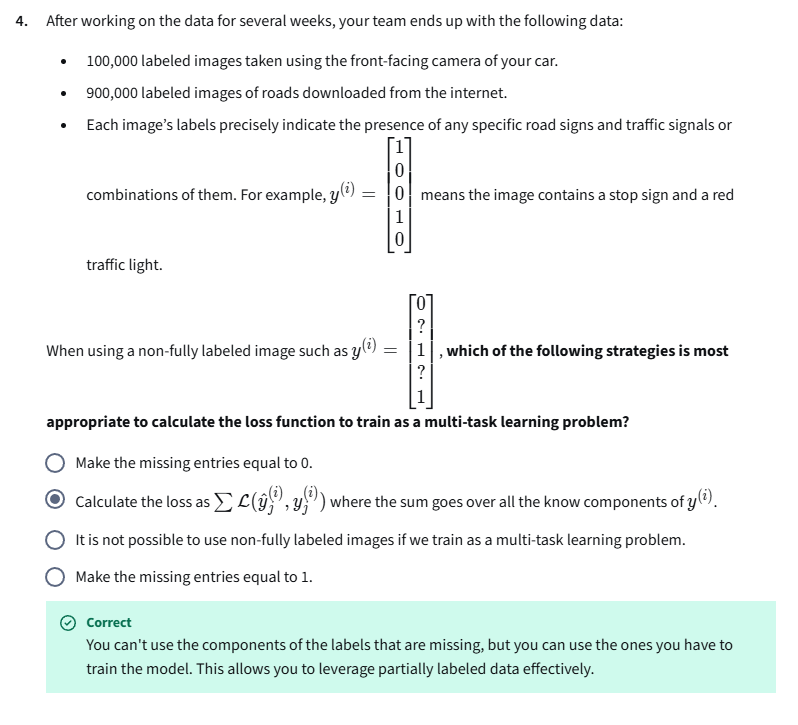 4. After working on the data for several weeks, your team ends up with the following data:
• 100,000 labeled images taken using the front-facing camera of your car.
• 900,000 labeled images of roads downloaded from the internet.
• Each image's labels precisely indicate the presence of any specific road signs and traffic signals or
combinations of them. For example, y^(i) = [1 0 0 1 0] means the image contains a stop sign and a red
traffic light.
When using a non-fully labeled image such as y^(i) = [0 ? 1 ? 1] , which of the following strategies is most
appropriate to calculate the loss function to train as a multi-task learning problem?
Make the missing entries equal to 0.
Calculate the loss as ∑ ℒ(ŷ_j^(i), y_j^(i)) where the sum goes over all the know components of y^(i).
It is not possible to use non-fully labeled images if we train as a multi-task learning problem.
Make the missing entries equal to 1.
Correct
You can't use the components of the labels that are missing, but you can use the ones you have to
train the model. This allows you to leverage partially labeled data effectively.